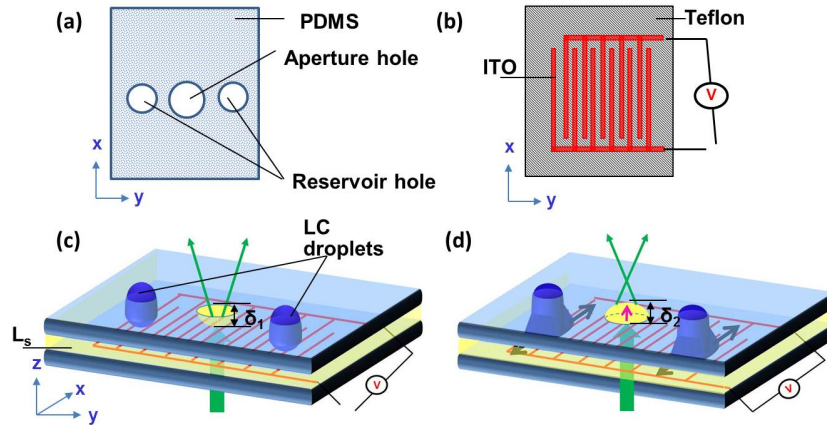 (a)
PDMS
Aperture hole
Reservoir hole
x
y
(b)
Teflon
ITO
V
x
y
(c)
LC
droplets
δ1
Ls
z
x
y
V
(d)
δ2
V